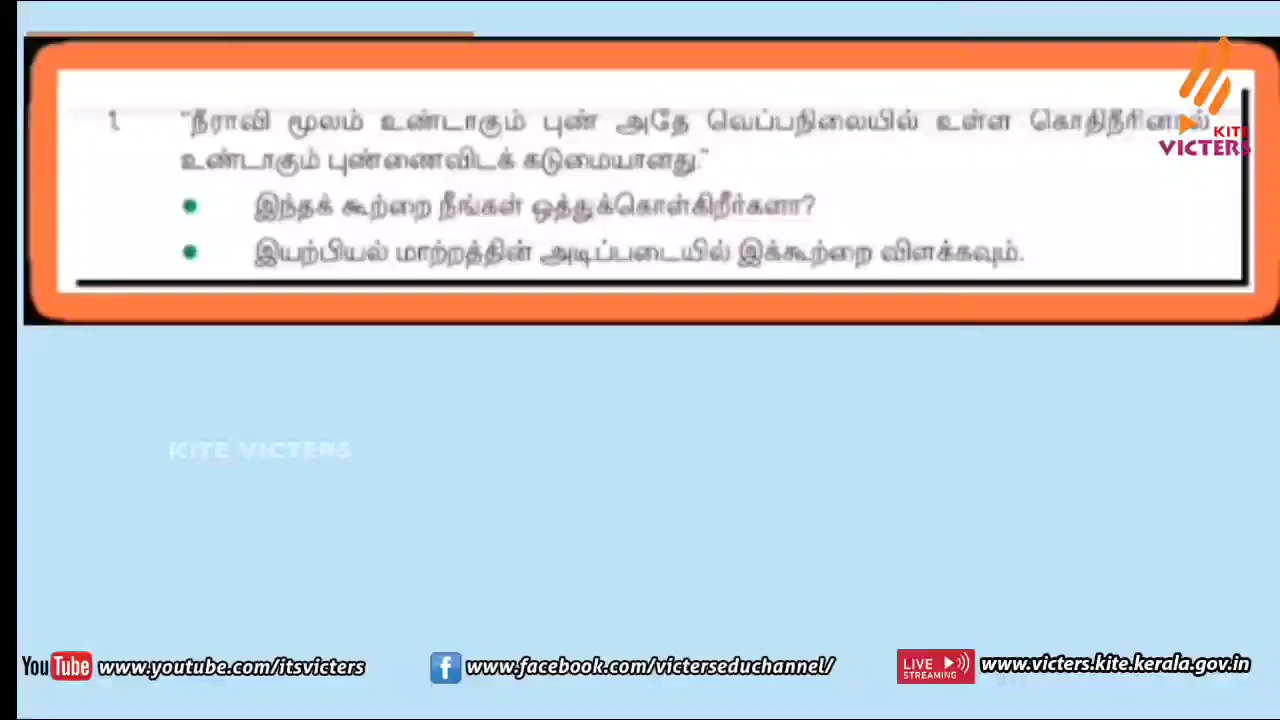 KITE
VICTERS
1. "நீராவி மூலம் உண்டாகும் புண் அதே வெப்பநிலையில் உள்ள கொதிநீரினால்
உண்டாகும் புண்ணைவிடக் கடுமையானது."
● இந்தக் கூற்றை நீங்கள் ஒத்துக்கொள்கிறீர்களா?
● இயற்பியல் மாற்றத்தின் அடிப்படையில் இக்கூற்றை விளக்கவும்.
KITE VICTERS
YouTube www.youtube.com/itsvicters
f www.facebook.com/victerseduchannel/
LIVE STREAMING www.victers.kite.kerala.gov.in